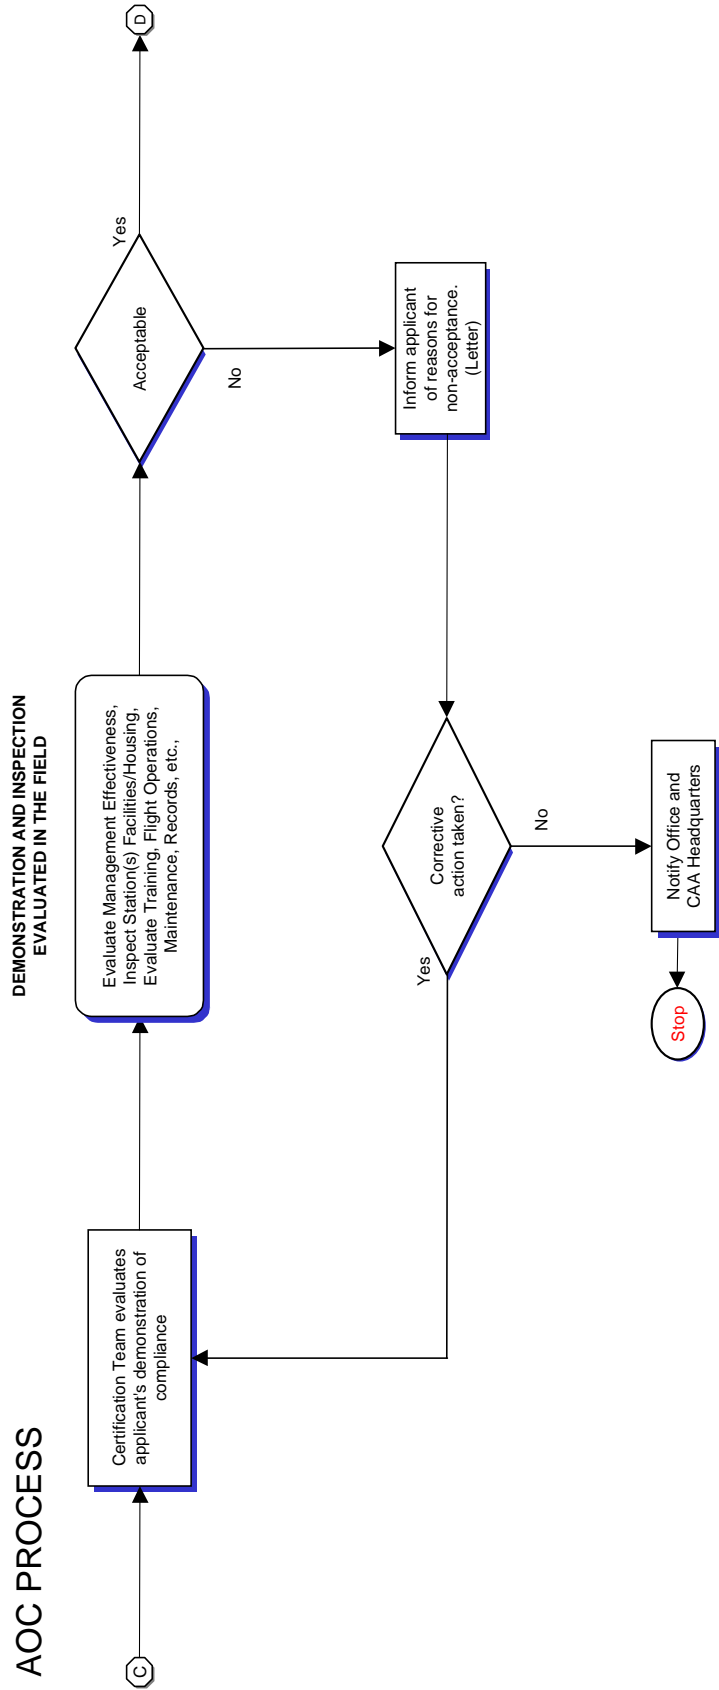 AOC PROCESS
DEMONSTRATION AND INSPECTION
EVALUATED IN THE FIELD
C
Certification Team evaluates
applicant's demonstration of
compliance
Evaluate Management Effectiveness,
Inspect Station(s) Facilities/Housing,
Evaluate Training, Flight Operations,
Maintenance, Records, etc.,
Acceptable
Yes
D
No
Inform applicant
of reasons for
non-acceptance.
(Letter)
Corrective
action taken?
Yes
No
Notify Office and
CAA Headquarters
Stop